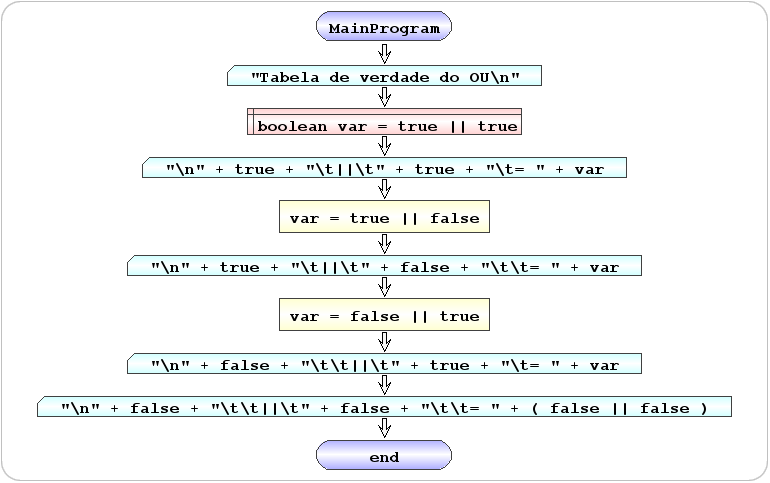 MainProgram
"Tabela de verdade do OU\n"
boolean var = true || true
"\n" + true + "\t||\t" + true + "\t= " + var
var = true || false
"\n" + true + "\t||\t" + false + "\t\t= " + var
var = false || true
"\n" + false + "\t\t||\t" + true + "\t= " + var
"\n" + false + "\t\t||\t" + false + "\t\t= " + ( false || false )
end